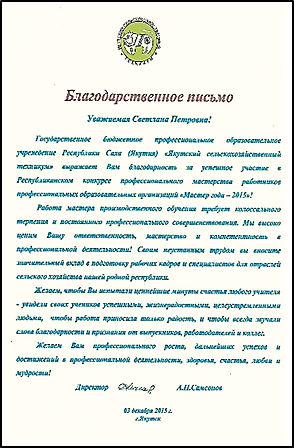 Благодарственное письмо
Уважаемая Светлана Петровна!
Государственное бюджетное профессиональное образовательное
учреждение Республики Саха (Якутия) «Якутский сельскохозяйственный
техникум» выражает Вам благодарность за успешное участие в
Республиканском конкурсе профессионального мастерства работников
профессиональных образовательных организаций «Мастер года – 2015»!
Работа мастера производственного обучения требует колоссального
терпения и постоянного профессионального совершенствования. Мы высоко
ценим Вашу ответственность, мастерство и компетентность в
профессиональной деятельности! Своим неустанным трудом вы вносите
значительный вклад в подготовку рабочих кадров и специалистов для отраслей
сельского хозяйства нашей родной республики.
Желаем, чтобы Вы испытали ценнейшие минуты счастья любого учителя
- увидели своих учеников успешными, жизнерадостными, целеустремленными
людьми, чтобы работа приносила только радость, и чтобы всегда звучали
слова благодарности и признания от выпускников, работодателей и коллег.
Желаем Вам профессионального роста, дальнейших успехов и
достижений в профессиональной деятельности, здоровья, счастья, любви и
мудрости!
Директор А.П.Самсонов
03 декабря 2015 г.
г.Якутск